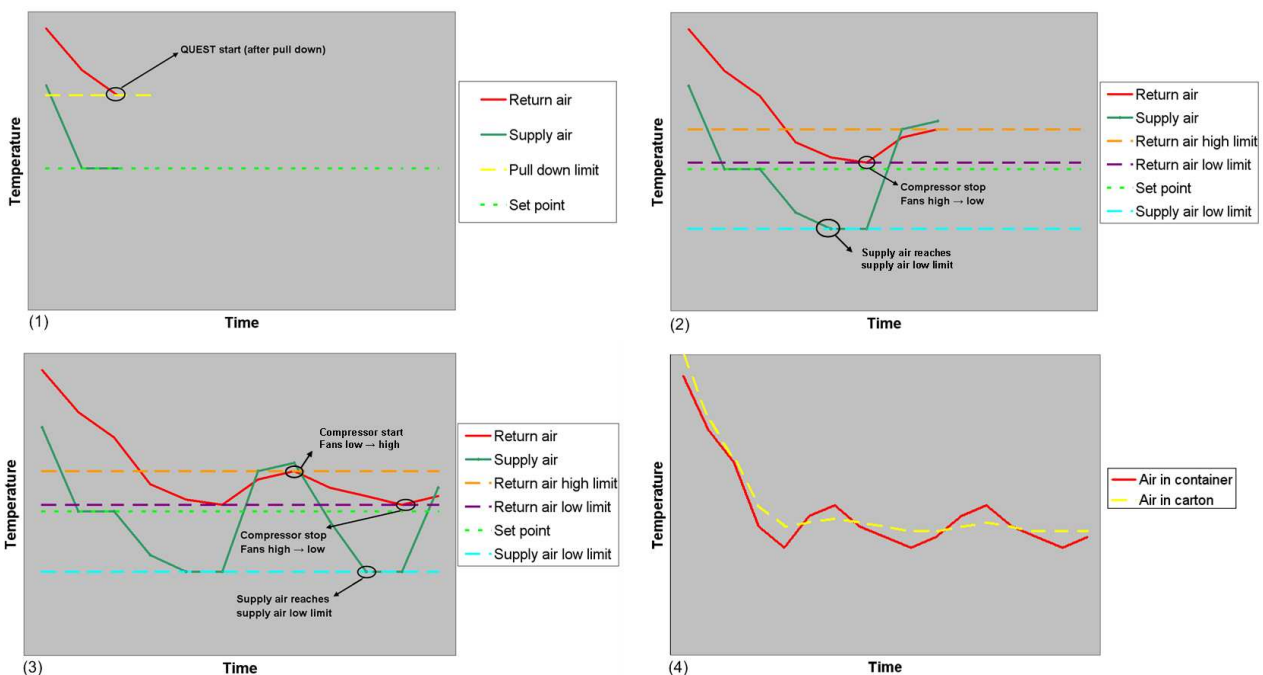 QUEST start (after pull down)
Temperature
Return air
Supply air
Pull down limit
Set point
(1)
Time
Temperature
Compressor stop
Fans high → low
Supply air reaches
supply air low limit
Return air
Supply air
Return air high limit
Return air low limit
Set point
Supply air low limit
(2)
Time
Temperature
Compressor start
Fans low → high
Compressor stop
Fans high → low
Supply air reaches
supply air low limit
Return air
Supply air
Return air high limit
Return air low limit
Set point
Supply air low limit
(3)
Time
Temperature
Air in container
Air in carton
(4)
Time